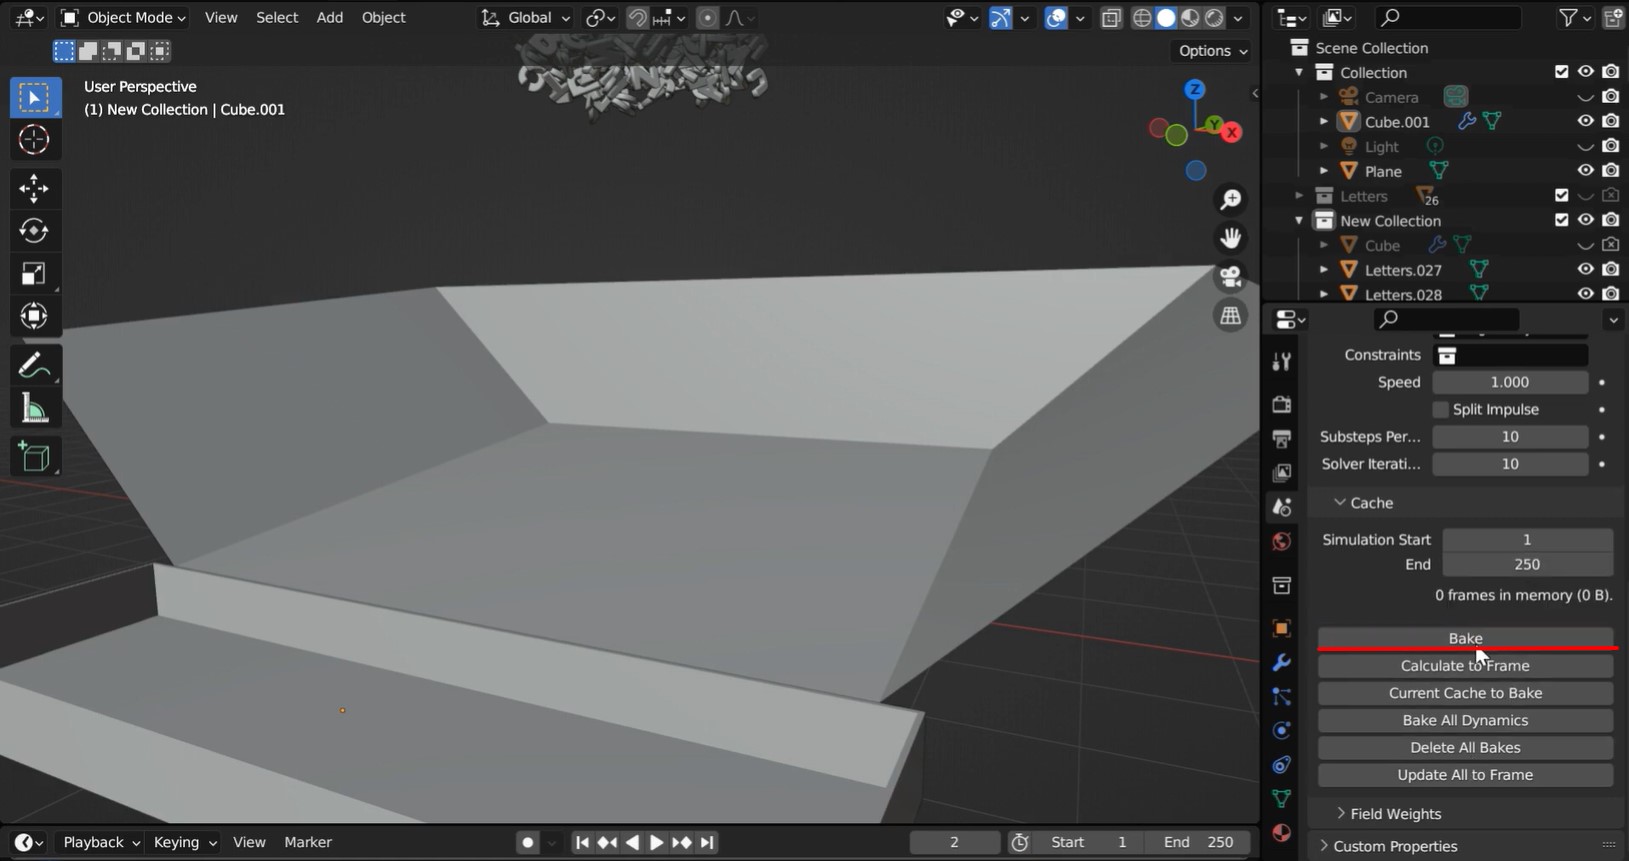 Object Mode View Select Add Object Global
Options
User Perspective
(1) New Collection | Cube.001
Z
Y
X
Scene Collection
Collection
Camera
Cube.001
Light
Plane
Letters 26
New Collection
Cube
Letters.027
Letters.028
Constraints
Speed 1.000
Split Impulse
Substeps Per... 10
Solver Iterati... 10
Cache
Simulation Start 1
End 250
0 frames in memory (0 B).
Bake
Calculate to Frame
Current Cache to Bake
Bake All Dynamics
Delete All Bakes
Update All to Frame
Field Weights
Custom Properties
Playback Keying View Marker 2 Start 1 End 250